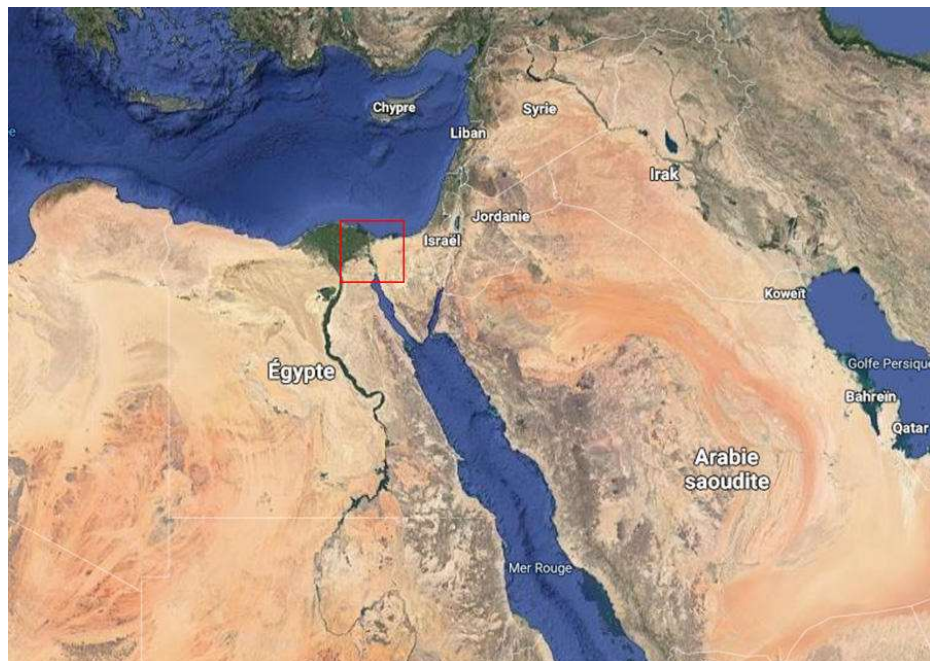 Chypre
Syrie
e
Liban
Irak
Jordanie
Israël
Koweït
Golfe Persique
Égypte
Bahreïn
Qatar
Arabie
saoudite
Mer Rouge